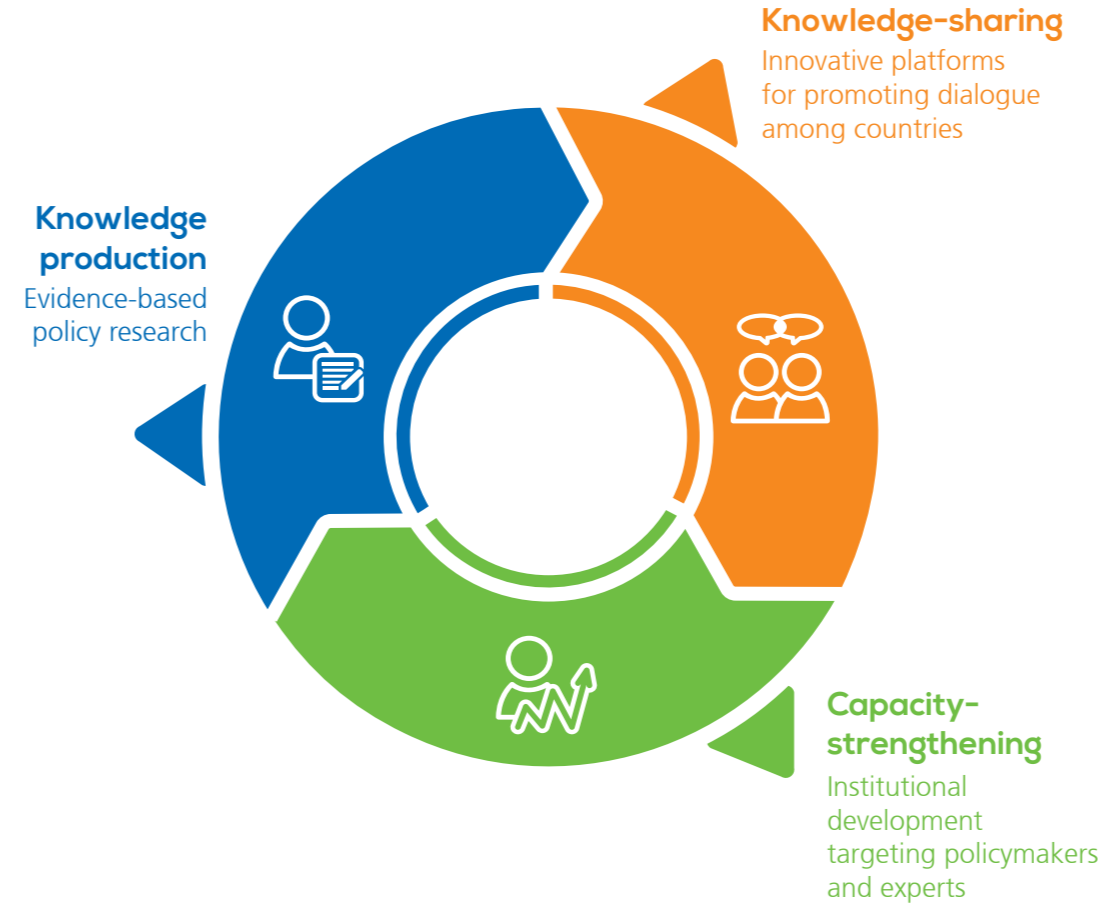 Knowledge-sharing
Innovative platforms
for promoting dialogue
among countries
Knowledge
production
Evidence-based
policy research
Capacity-
strengthening
Institutional
development
targeting policymakers
and experts